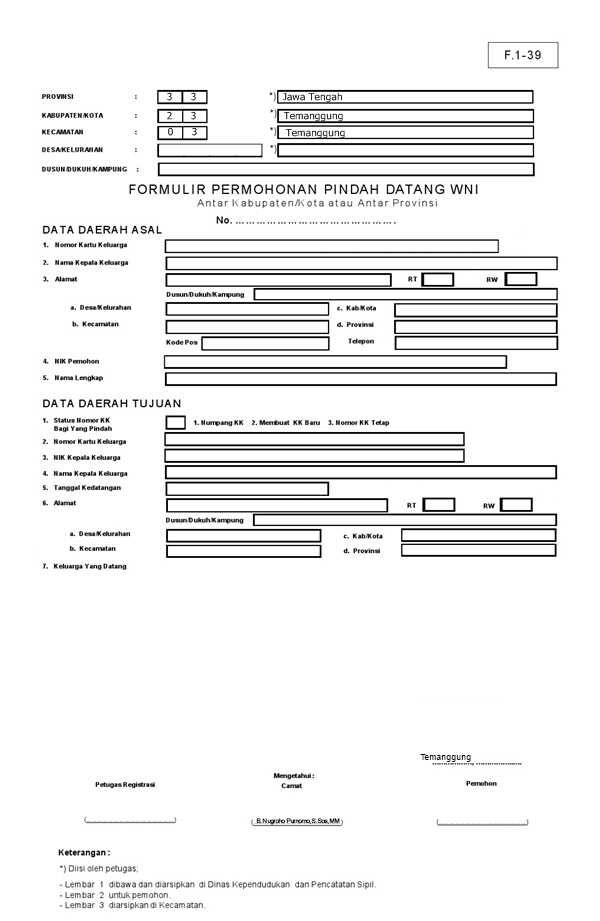 F.1-39
PROVINSI : 3 3 *) Jawa Tengah
KABUPATEN/KOTA : 2 3 Temanggung
KECAMATAN : 0 3 *) Temanggung
DESA/KELURAHAN : *)
DUSUN/DUKUH/KAMPUNG :
FORMULIR PERMOHONAN PINDAH DATANG WNI
Antar Kabupaten/Kota atau Antar Provinsi
No. ................................................
DATA DAERAH ASAL
1. Nomor Kartu Keluarga
2. Nama Kepala Keluarga
3. Alamat RT RW
Dusun/Dukuh/Kampung
a. Desa/Kelurahan c. Kab/Kota
b. Kecamatan d. Provinsi
Kode Pos Telepon
4. NIK Pemohon
5. Nama Lengkap
DATA DAERAH TUJUAN
1. Status Nomor KK
Bagi Yang Pindah 1. Numpang KK 2. Membuat KK Baru 3. Nomor KK Tetap
2. Nomor Kartu Keluarga
3. NIK Kepala Keluarga
4. Nama Kepala Keluarga
5. Tanggal Kedatangan
6. Alamat RT RW
Dusun/Dukuh/Kampung
a. Desa/Kelurahan c. Kab/Kota
b. Kecamatan d. Provinsi
7. Keluarga Yang Datang
Temanggung
...................., ......................
Mengetahui :
Petugas Registrasi Camat Pemohon
(____________________) ( B.Nugroho Purnomo,S.Sos,MM ) (____________________)
Keterangan :
*) Diisi oleh petugas;
- Lembar 1 dibawa dan diarsipkan di Dinas Kependudukan dan Pencatatan Sipil.
- Lembar 2 untuk pemohon.
- Lembar 3 diarsipkan di Kecamatan.